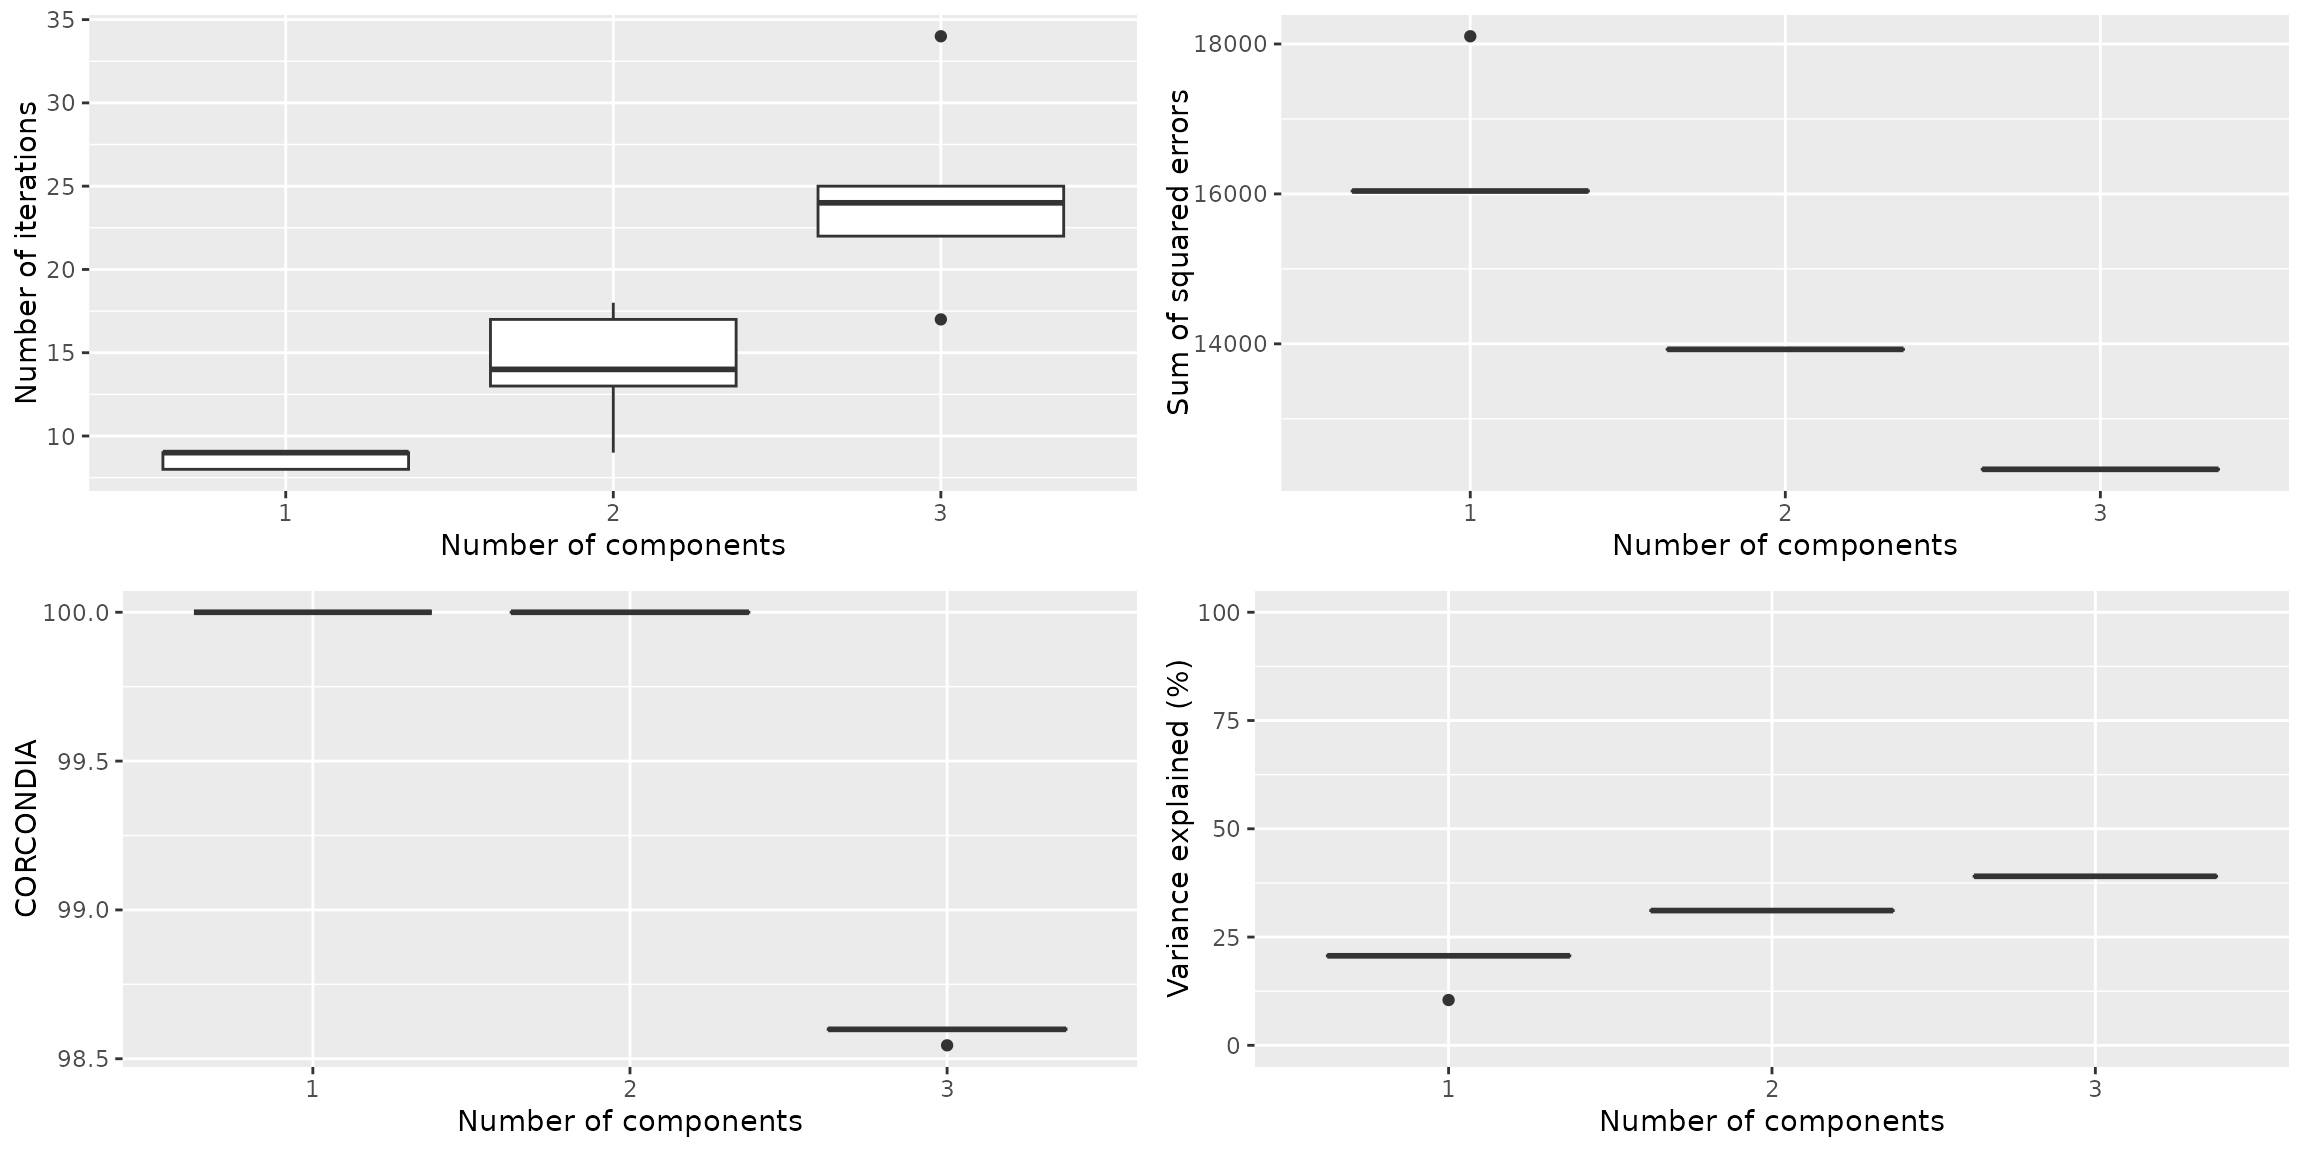 Number of iterations
35
30
25
20
15
10
1 2 3
Number of components
Sum of squared errors
18000
16000
14000
1 2 3
Number of components
CORCONDIA
100.0
99.5
99.0
98.5
1 2 3
Number of components
Variance explained (%)
100
75
50
25
0
1 2 3
Number of components